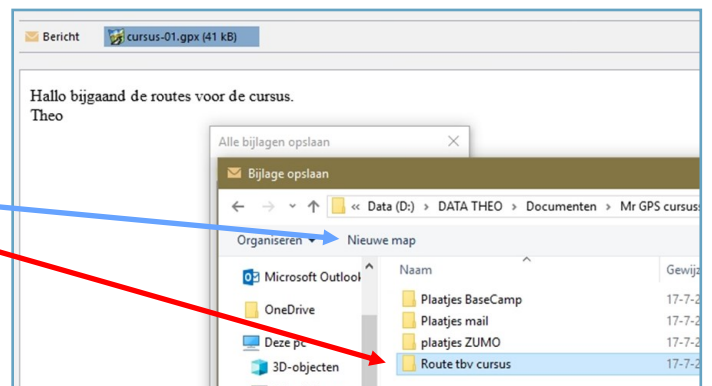 Bericht cursus-01.gpx (41 kB)
Hallo bijgaand de routes voor de cursus.
Theo
Alle bijlagen opslaan
Bijlage opslaan
« Data (D:) › DATA THEO › Documenten › Mr GPS cursus
Organiseren Nieuwe map
Naam Gewijz
Microsoft Outlook
Plaatjes BaseCamp 17-7-2
OneDrive
Plaatjes mail 17-7-2
Deze pc
plaatjes ZUMO 17-7-2
3D-objecten
Route tbv cursus 17-7-2